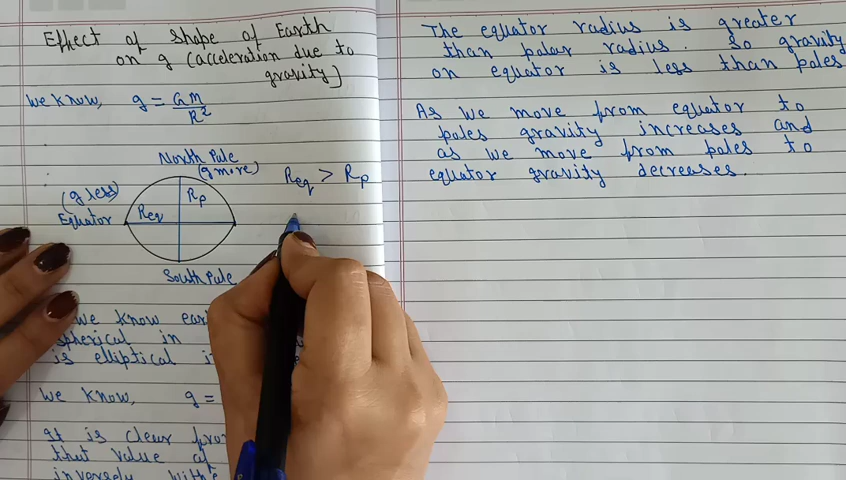 Effect of Shape of Earth
on g (acceleration due to
gravity)
We know, g = GM
R²
North Pole
(g more)
(g less)
Equator
Req
Rp
Req > Rp
South Pole
We know
spherical in
is elliptical
We know, g =
It is clear
that value of
inversely
The equator radius is greater
than polar radius. So gravity
on equator is less than poles
As we move from equator to
poles gravity increases and
as we move from poles to
equator gravity decreases.